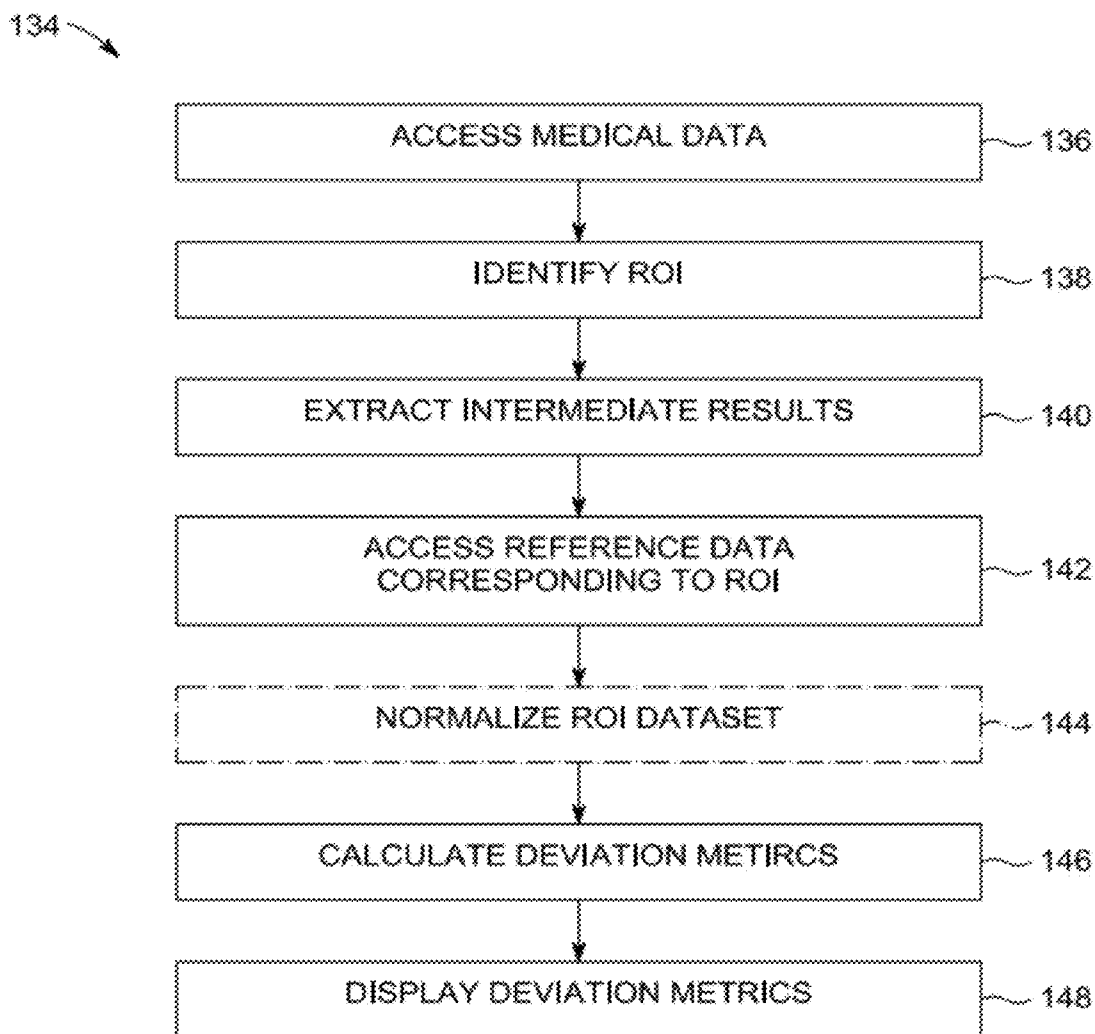 134
ACCESS MEDICAL DATA
136
IDENTIFY ROI
138
EXTRACT INTERMEDIATE RESULTS
140
ACCESS REFERENCE DATA
CORRESPONDING TO ROI
142
NORMALIZE ROI DATASET
144
CALCULATE DEVIATION METIRCS
146
DISPLAY DEVIATION METRICS
148